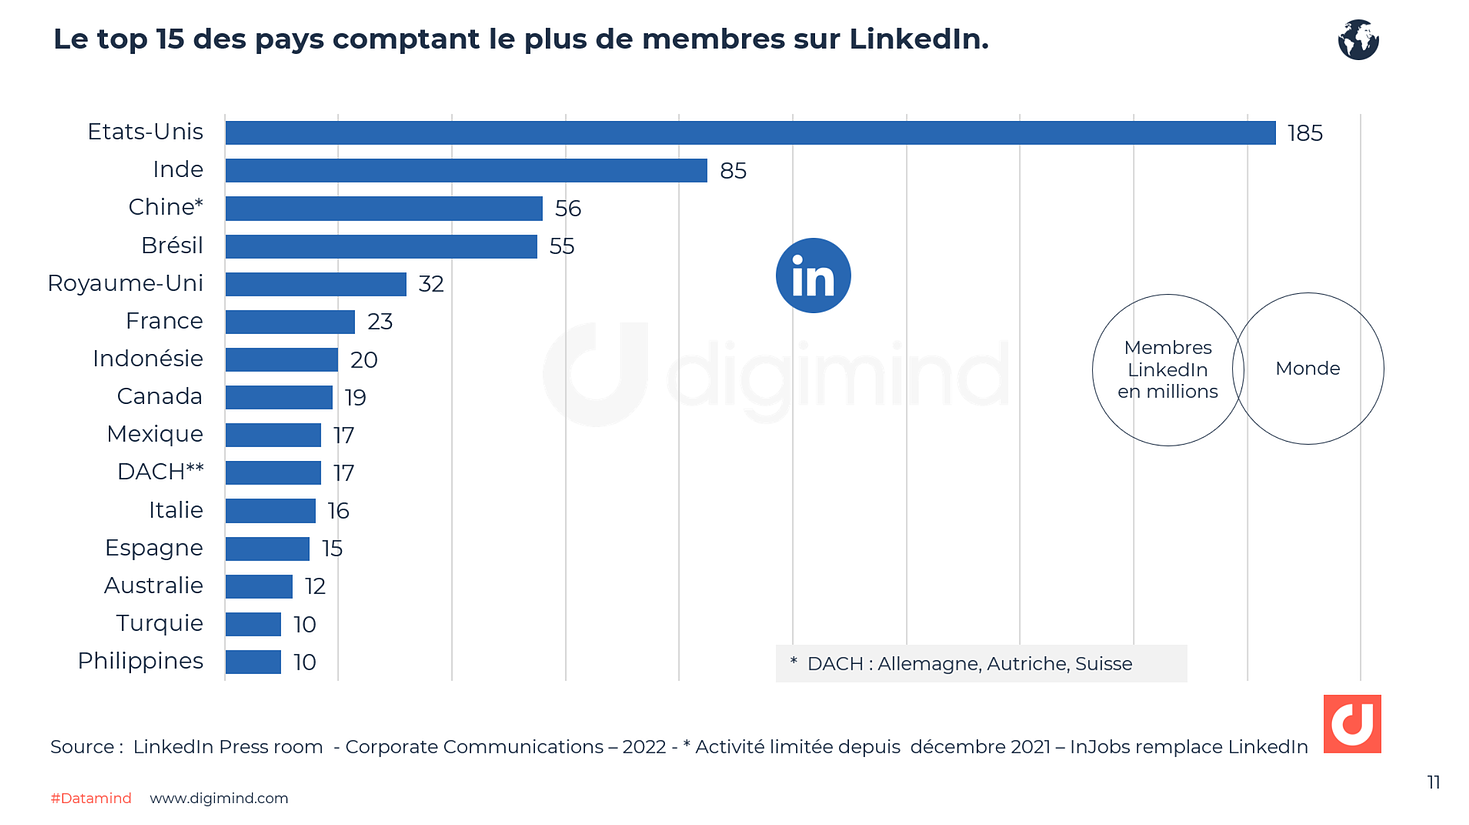 Le top 15 des pays comptant le plus de membres sur LinkedIn.
Etats-Unis 185
Inde 85
Chine* 56
Brésil 55
in
Royaume-Uni 32
France 23
Indonésie 20
Canada 19
Mexique 17
DACH** 17
Italie 16
Espagne 15
Australie 12
Turquie 10
Philippines 10
digimind
Membres
LinkedIn
en millions
Monde
* DACH : Allemagne, Autriche, Suisse
Source : LinkedIn Press room - Corporate Communications – 2022 - * Activité limitée depuis décembre 2021 – InJobs remplace LinkedIn
11
#Datamind www.digimind.com